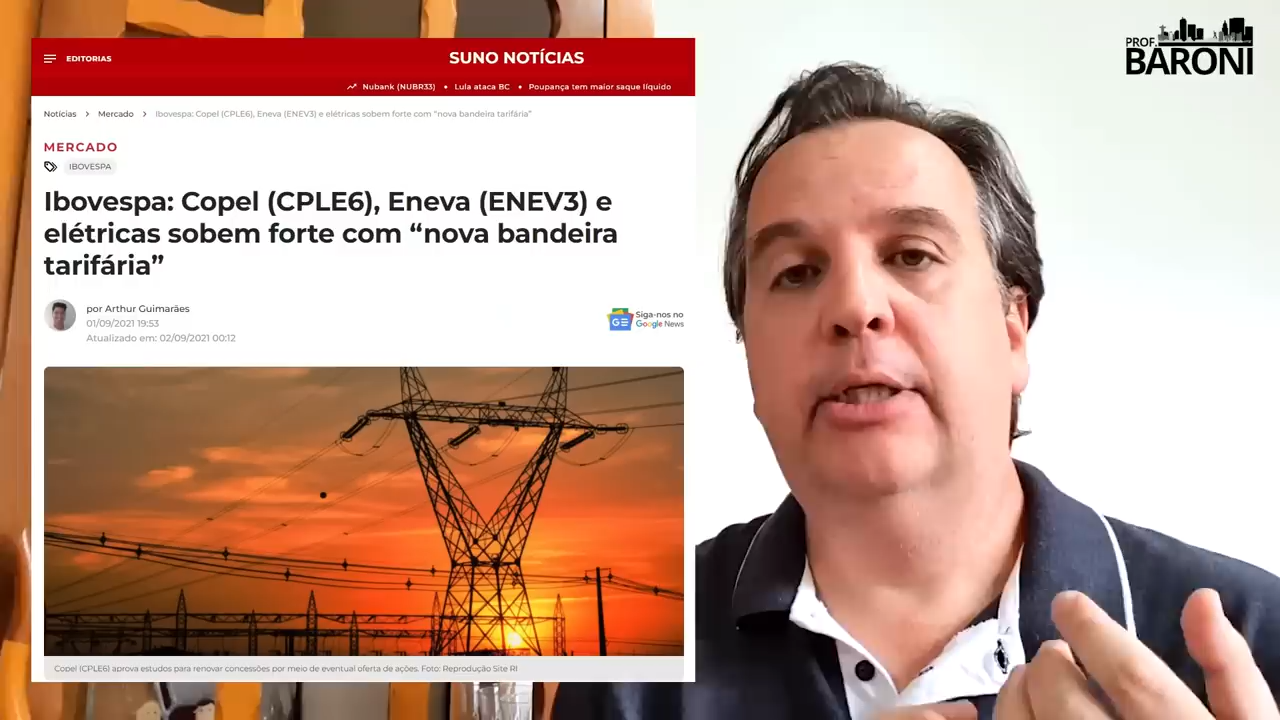 EDITORIAS
SUNO NOTÍCIAS
Nubank (NUBR33) • Lula ataca BC • Poupança tem maior saque líquido
Notícias > Mercado > Ibovespa: Copel (CPLE6), Eneva (ENEV3) e elétricas sobem forte com “nova bandeira tarifária”
MERCADO
IBOVESPA
Ibovespa: Copel (CPLE6), Eneva (ENEV3) e
elétricas sobem forte com “nova bandeira
tarifária”
por Arthur Guimarães
01/09/2021 19:53
Atualizado em: 02/09/2021 00:12
GE Siga-nos no
Google News
Copel (CPLE6) aprova estudos para renovar concessões por meio de eventual oferta de ações. Foto: Reprodução Site RI
PROF.
BARONI